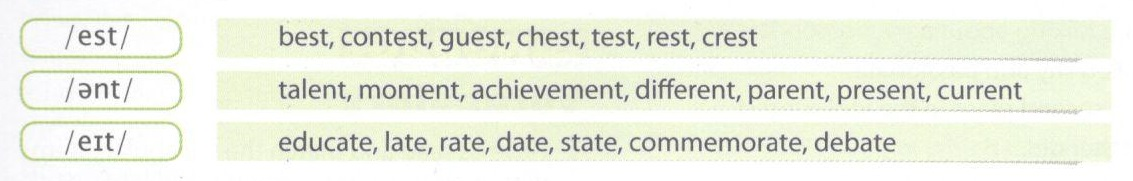 /est/ best, contest, guest, chest, test, rest, crest
/ənt/ talent, moment, achievement, different, parent, present, current
/eɪt/ educate, late, rate, date, state, commemorate, debate